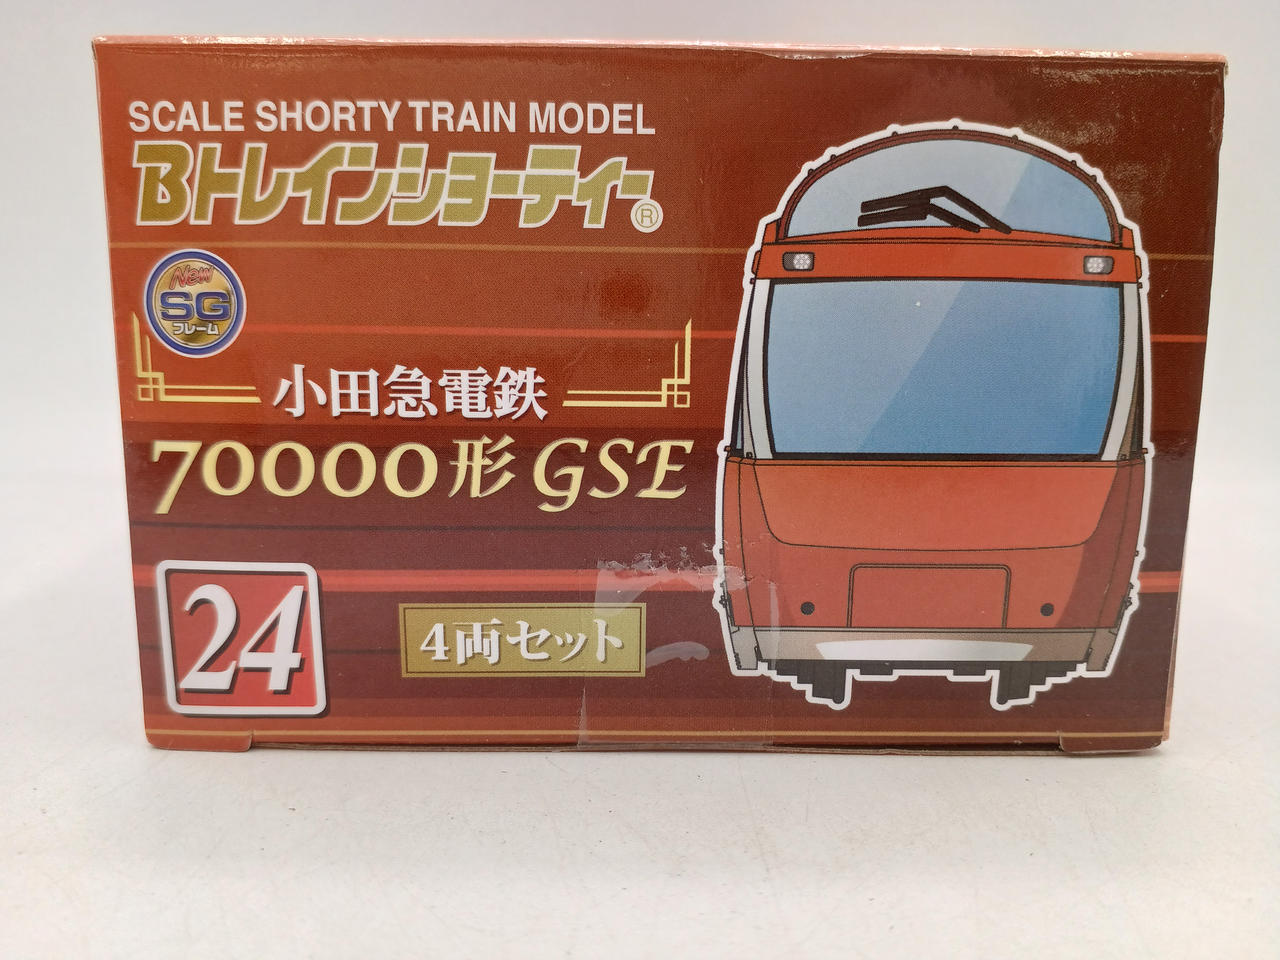 SCALE SHORTY TRAIN MODEL
Bトレインショーティー®
New
SG
フレーム
小田急電鉄
70000形 GSE
24
4両セット